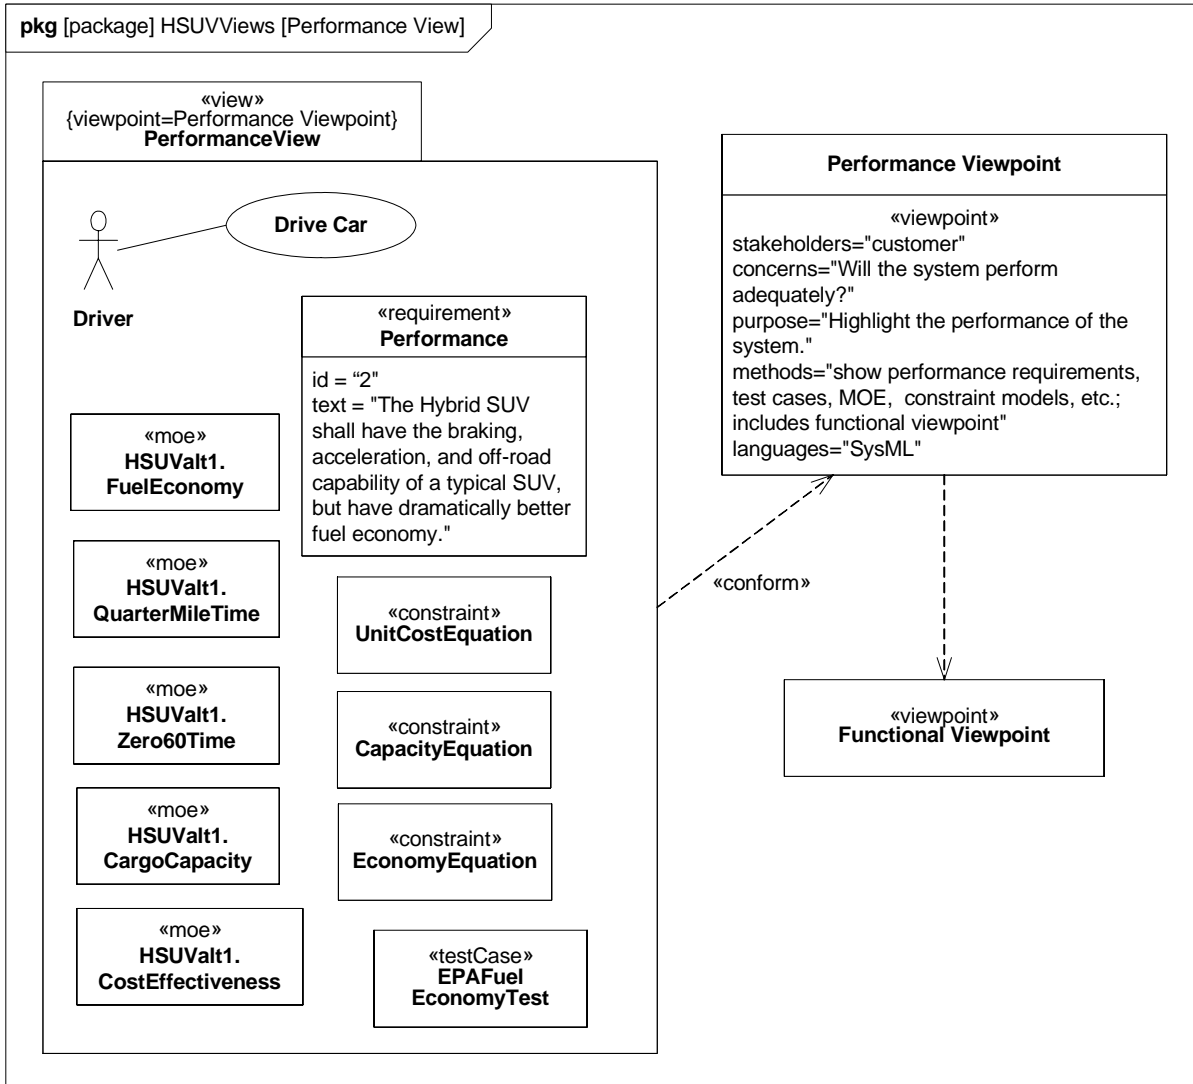 pkg [package] HSUVViews [Performance View]
«view»
{viewpoint=Performance Viewpoint}
PerformanceView
Drive Car
Driver
«requirement»
Performance
id = “2"
text = "The Hybrid SUV
shall have the braking,
acceleration, and off-road
capability of a typical SUV,
but have dramatically better
fuel economy."
«moe»
HSUValt1.
FuelEconomy
«moe»
HSUValt1.
QuarterMileTime
«moe»
HSUValt1.
Zero60Time
«moe»
HSUValt1.
CargoCapacity
«moe»
HSUValt1.
CostEffectiveness
«constraint»
UnitCostEquation
«constraint»
CapacityEquation
«constraint»
EconomyEquation
«testCase»
EPAFuel
EconomyTest
«conform»
Performance Viewpoint
«viewpoint»
stakeholders="customer"
concerns="Will the system perform
adequately?"
purpose="Highlight the performance of the
system."
methods="show performance requirements,
test cases, MOE,  constraint models, etc.;
includes functional viewpoint"
languages="SysML"
«viewpoint»
Functional Viewpoint